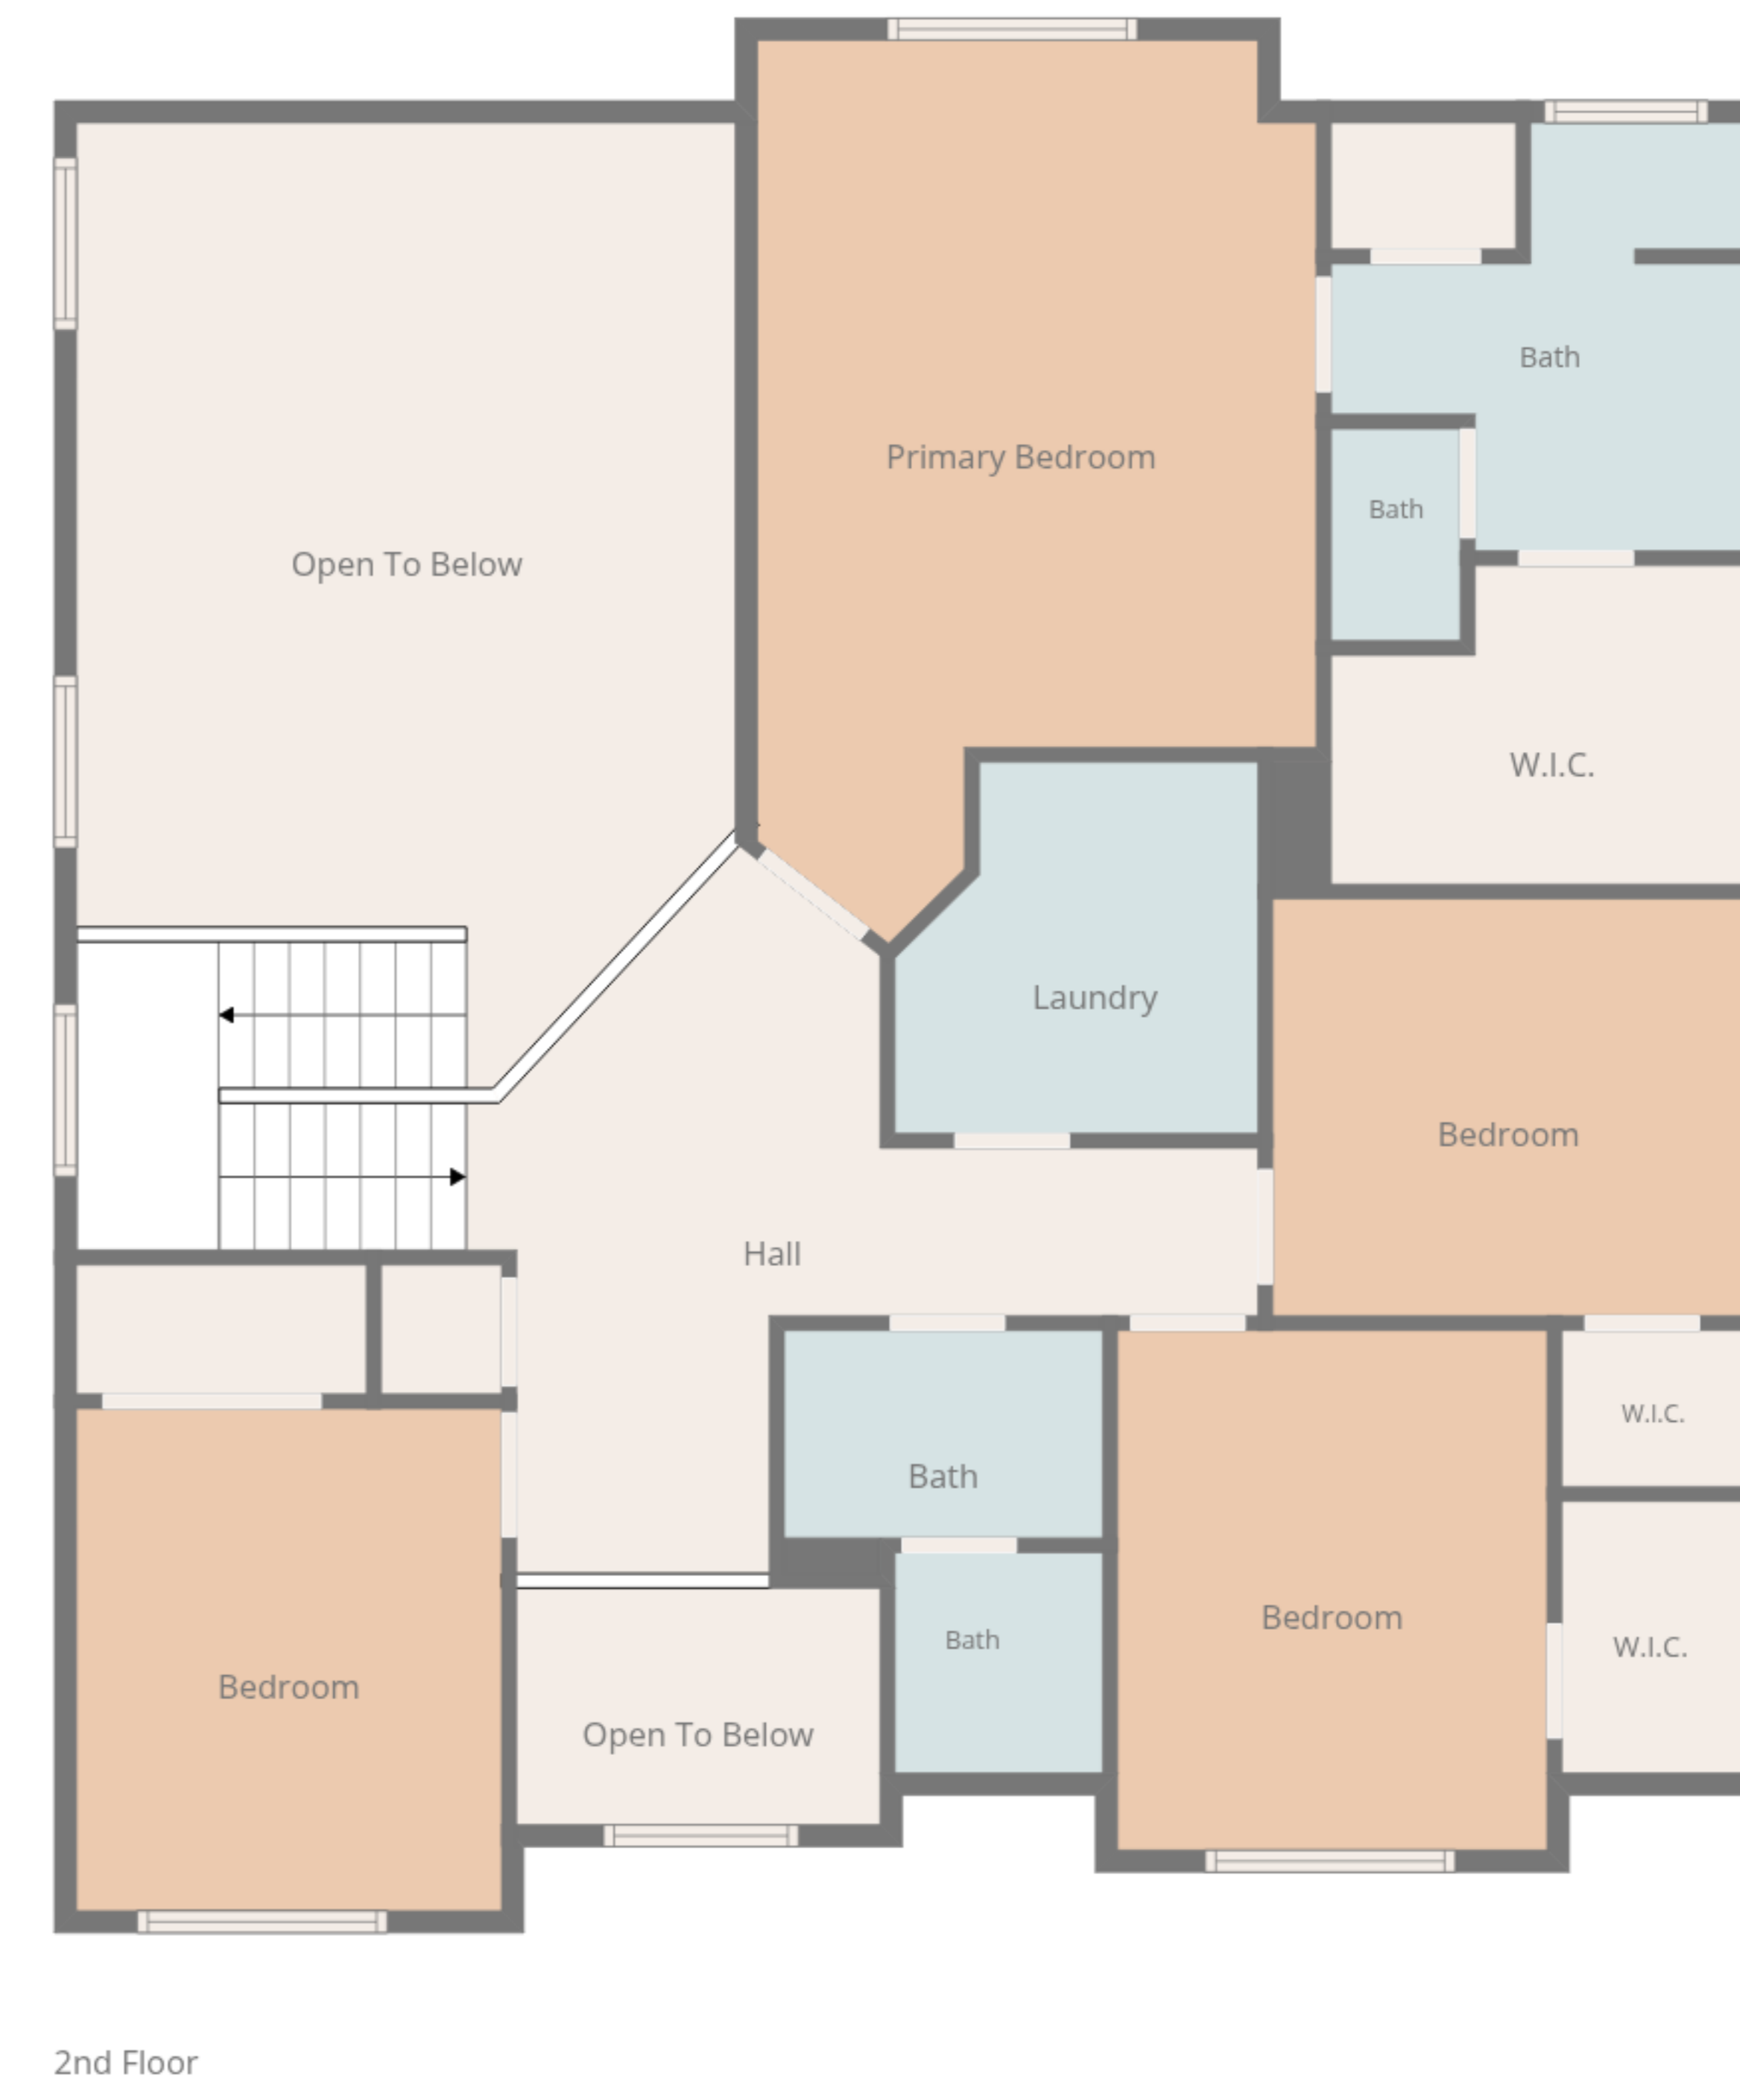 Bath
Primary Bedroom
Bath
Open To Below
W.I.C.
Laundry
Bedroom
Hall
W.I.C.
Bath
Bedroom
Bath
W.I.C.
Bedroom
Open To Below
2nd Floor